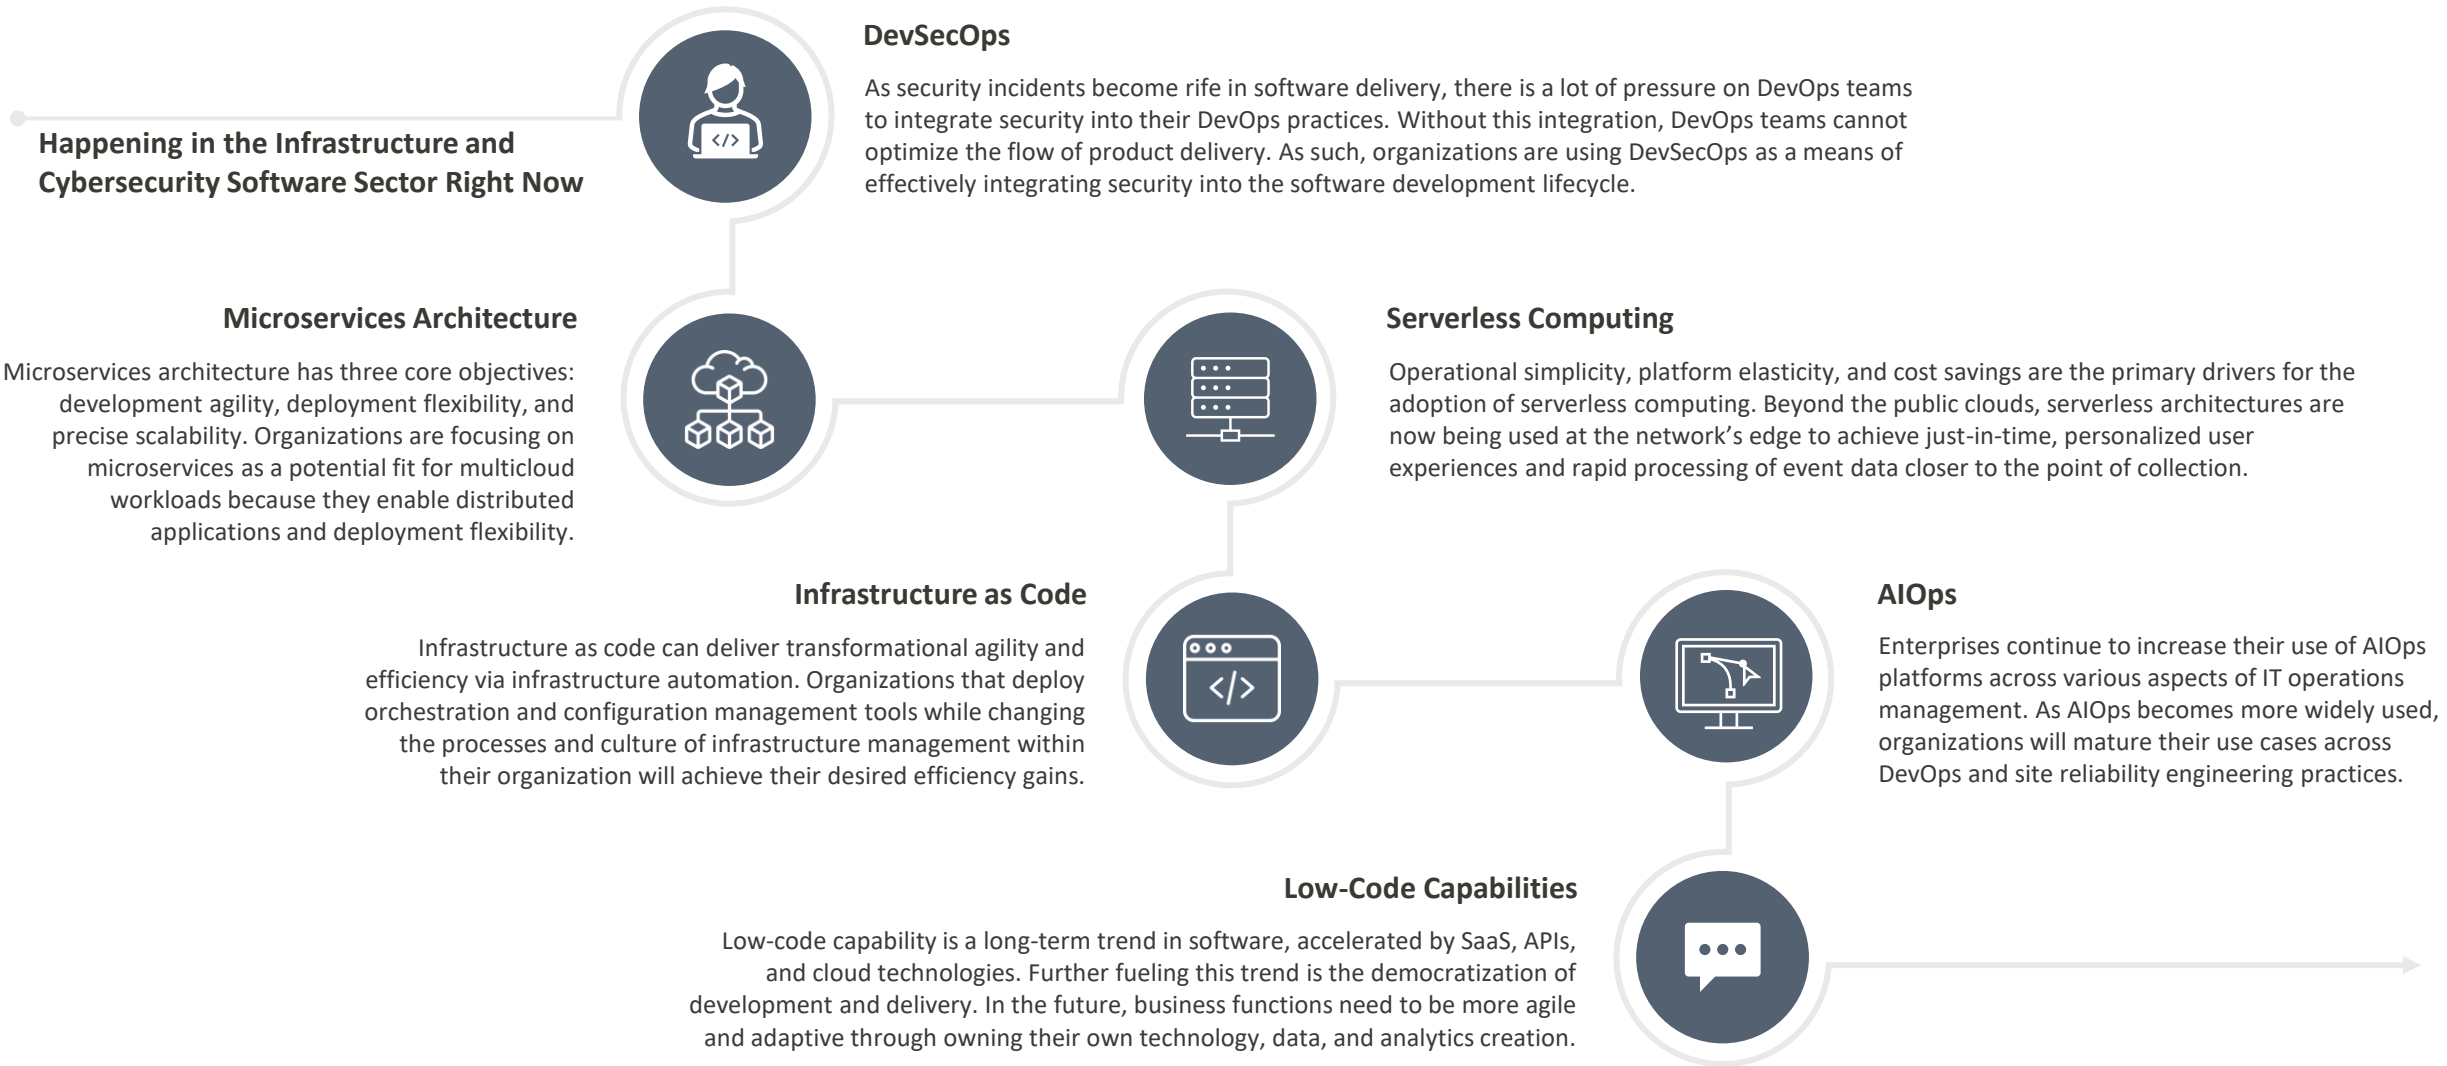 DevSecOps
As security incidents become rife in software delivery, there is a lot of pressure on DevOps teams
to integrate security into their DevOps practices. Without this integration, DevOps teams cannot
optimize the flow of product delivery. As such, organizations are using DevSecOps as a means of
effectively integrating security into the software development lifecycle.
Happening in the Infrastructure and
Cybersecurity Software Sector Right Now
Microservices Architecture
Microservices architecture has three core objectives:
development agility, deployment flexibility, and
precise scalability. Organizations are focusing on
microservices as a potential fit for multicloud
workloads because they enable distributed
applications and deployment flexibility.
Serverless Computing
Operational simplicity, platform elasticity, and cost savings are the primary drivers for the
adoption of serverless computing. Beyond the public clouds, serverless architectures are
now being used at the network’s edge to achieve just-in-time, personalized user
experiences and rapid processing of event data closer to the point of collection.
Infrastructure as Code
Infrastructure as code can deliver transformational agility and
efficiency via infrastructure automation. Organizations that deploy
orchestration and configuration management tools while changing
the processes and culture of infrastructure management within
their organization will achieve their desired efficiency gains.
AIOps
Enterprises continue to increase their use of AIOps
platforms across various aspects of IT operations
management. As AIOps becomes more widely used,
organizations will mature their use cases across
DevOps and site reliability engineering practices.
Low-Code Capabilities
Low-code capability is a long-term trend in software, accelerated by SaaS, APIs,
and cloud technologies. Further fueling this trend is the democratization of
development and delivery. In the future, business functions need to be more agile
and adaptive through owning their own technology, data, and analytics creation.